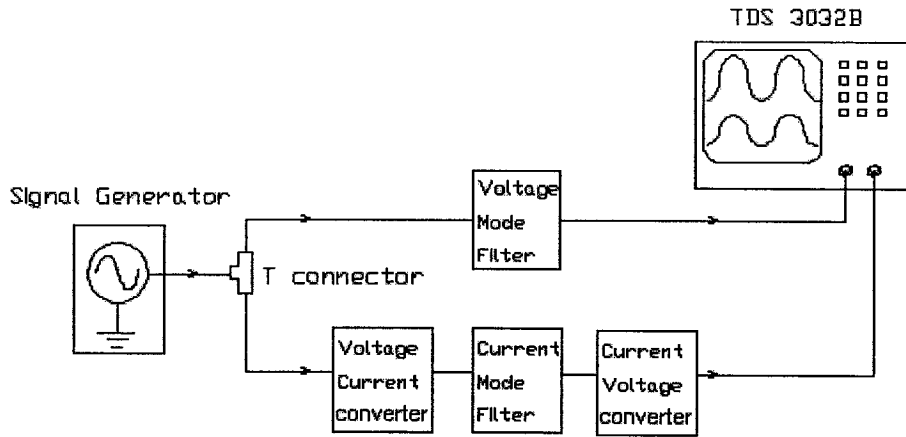 TDS 3032B
Signal Generator
T connector
Voltage
Mode
Filter
Voltage
Current
converter
Current
Mode
Filter
Current
Voltage
converter